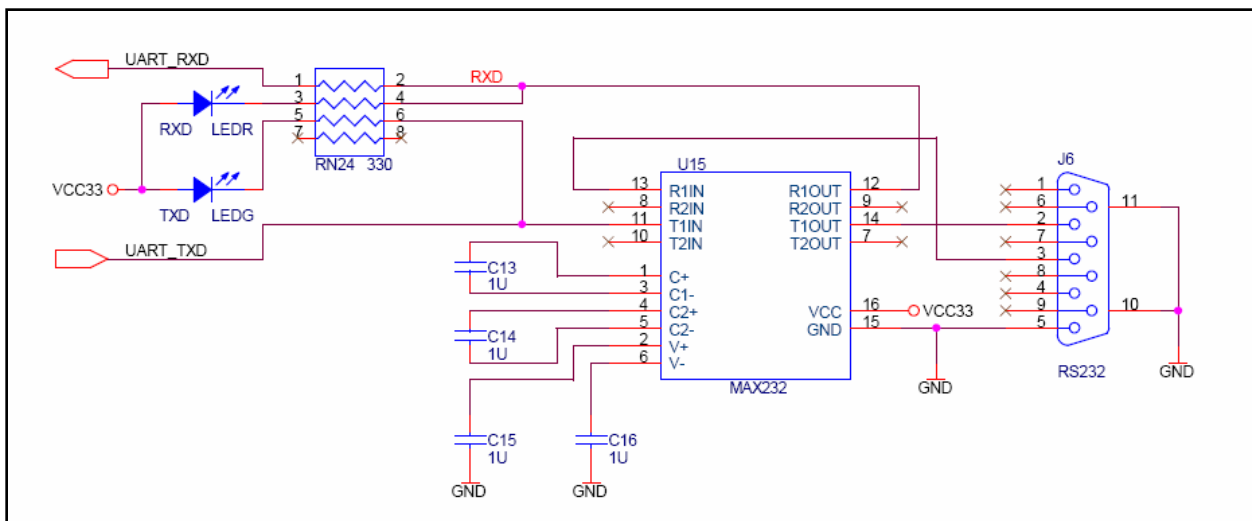 UART_RXD
1 2 RXD
3 4
5 6
7 8
RXD LEDR
RN24 330
VCC33
TXD LEDG
UART_TXD
U15
13 R1IN R1OUT 12
8 R2IN R2OUT 9
11 T1IN T1OUT 14
10 T2IN T2OUT 7
1 C+
3 C1-
4 C2+
5 C2-
2 V+
6 V-
VCC 16 VCC33
GND 15
MAX232
GND
C13
1U
C14
1U
C15
1U
GND
C16
1U
GND
J6
1
6 11
2
7
3
8
4
9 10
5
RS232
GND